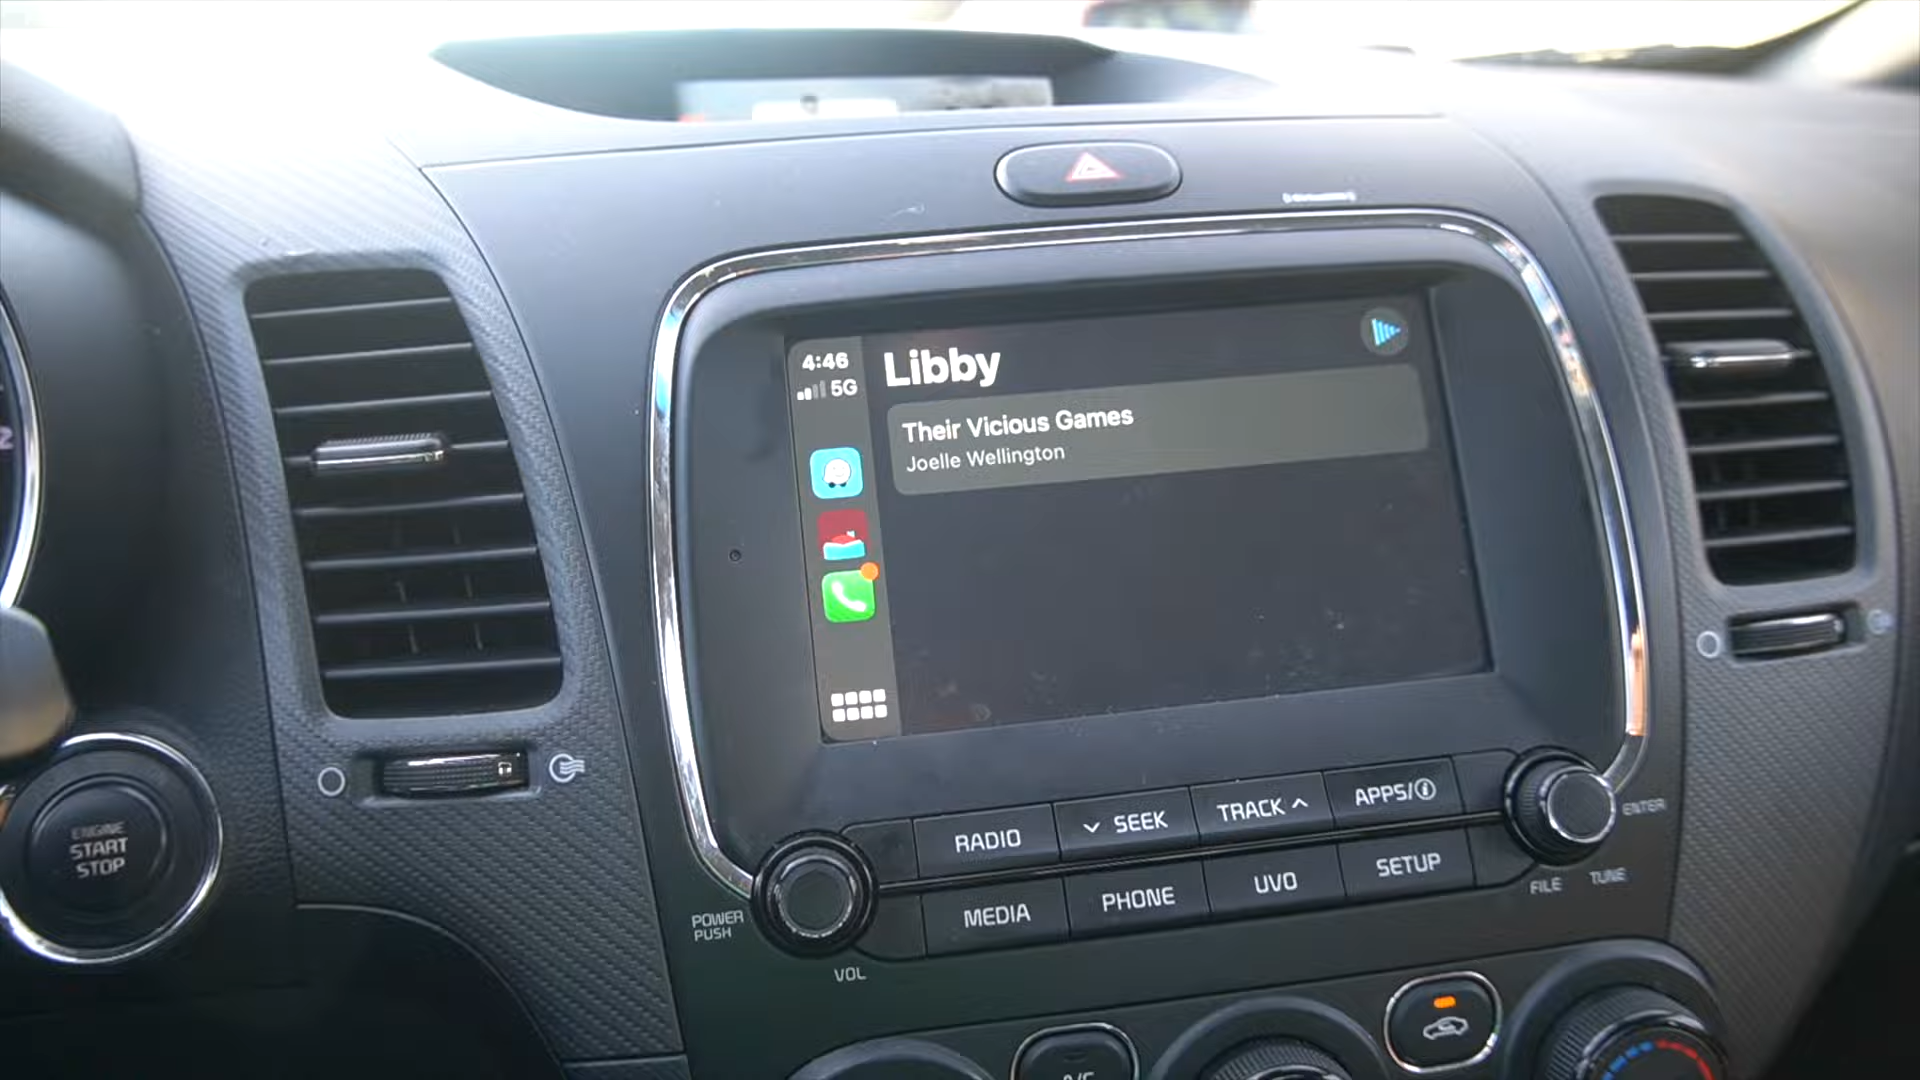 4:46
5G
Libby
Their Vicious Games
Joelle Wellington
RADIO
SEEK
TRACK
APPS/
MEDIA
PHONE
UVO
SETUP
ENTER
FILE
TUNE
POWER
PUSH
VOL
ENGINE
START
STOP